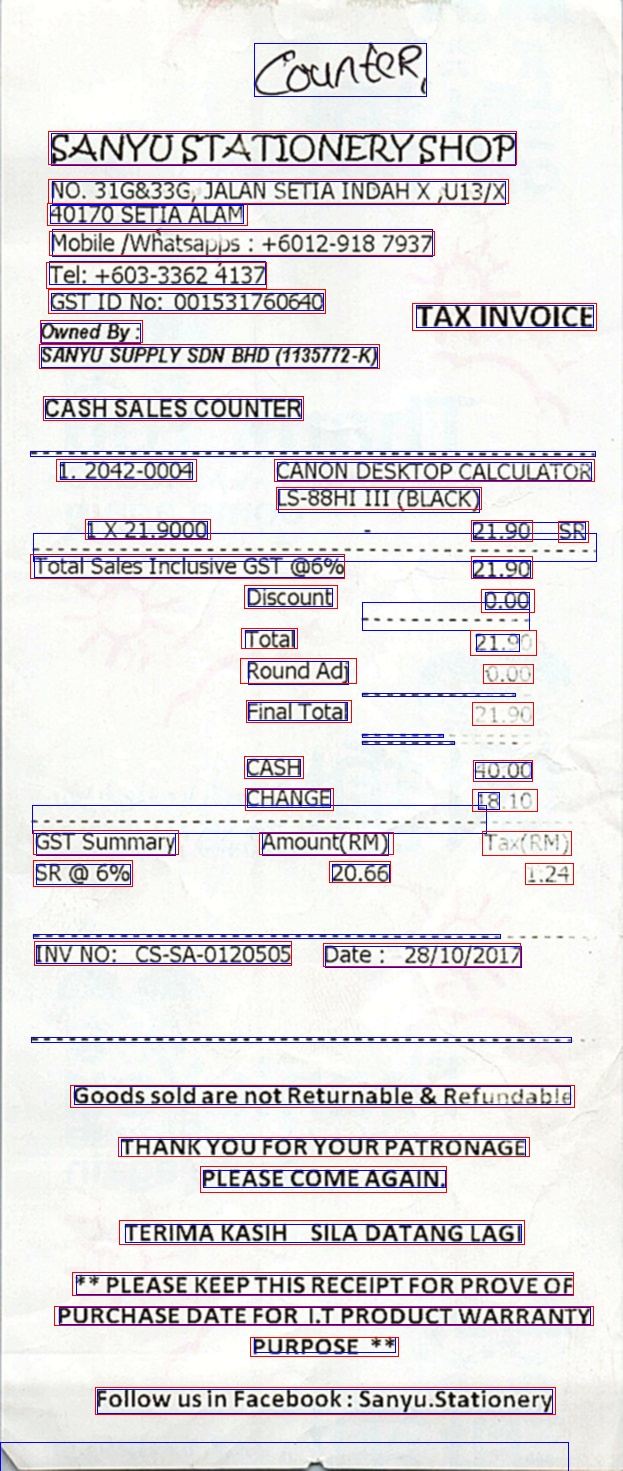 Counter
SANYU STATIONERY SHOP
NO. 31G&33G, JALAN SETIA INDAH X ,U13/X
40170 SETIA ALAM
Mobile /Whatsapps : +6012-918 7937
Tel: +603-3362 4137
GST ID No: 001531760640
TAX INVOICE
Owned By :
SANYU SUPPLY SDN BHD (1135772-K)
CASH SALES COUNTER
1. 2042-0004 CANON DESKTOP CALCULATOR
LS-88HI III (BLACK)
1 X 21.9000 - 21.90 SR
Total Sales Inclusive GST @6% 21.90
Discount 0.00
Total 21.90
Round Adj 0.00
Final Total 21.90
CASH 40.00
CHANGE 18.10
GST Summary Amount(RM) Tax(RM)
SR @ 6% 20.66 1.24
INV NO: CS-SA-0120505 Date : 28/10/2017
Goods sold are not Returnable & Refundable
THANK YOU FOR YOUR PATRONAGE
PLEASE COME AGAIN.
TERIMA KASIH SILA DATANG LAGI
** PLEASE KEEP THIS RECEIPT FOR PROVE OF
PURCHASE DATE FOR I.T PRODUCT WARRANTY
PURPOSE **
Follow us in Facebook : Sanyu.Stationery